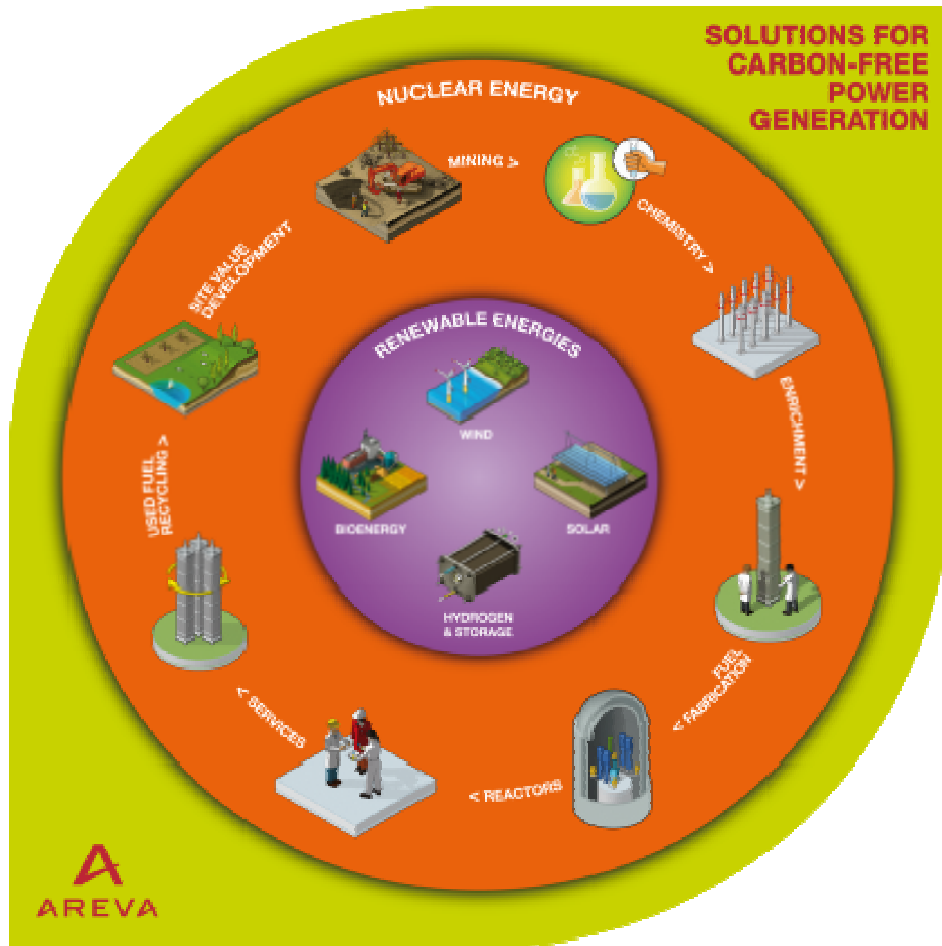 SOLUTIONS FOR
CARBON-FREE
POWER
GENERATION
NUCLEAR ENERGY
MINING >
CHEMISTRY >
ENRICHMENT >
FUEL
< FABRICATION
< REACTORS
< SERVICES
USED FUEL
RECYCLING >
SITE VALUE
DEVELOPMENT
RENEWABLE ENERGIES
WIND
BIOENERGY
SOLAR
HYDROGEN
& STORAGE
A
AREVA